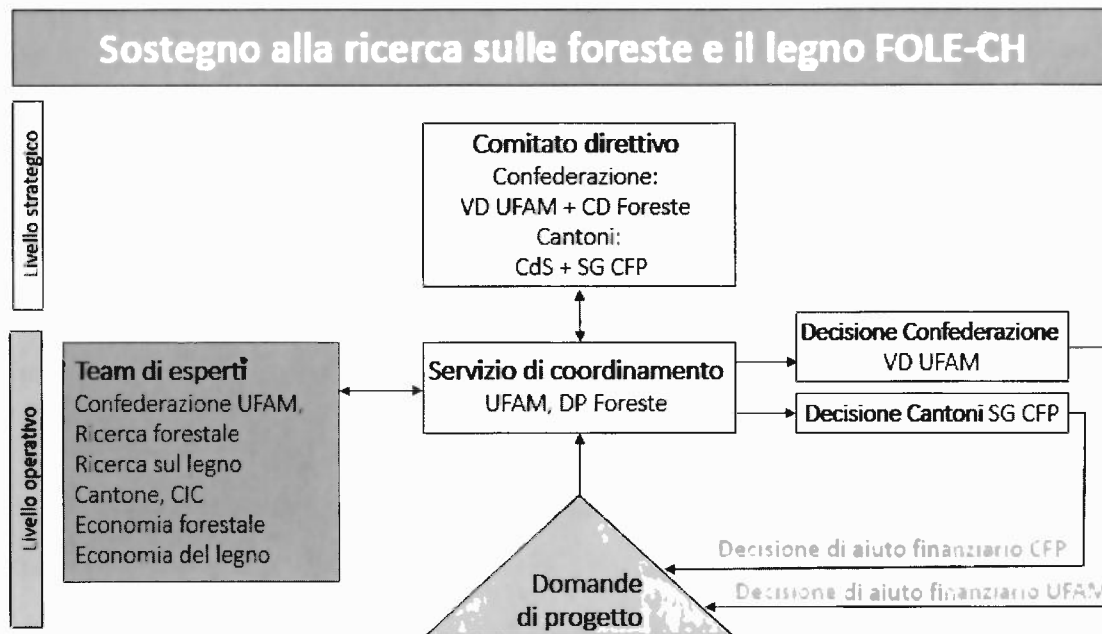 Sostegno alla ricerca sulle foreste e il legno FOLE-CH
Livello strategico
Comitato direttivo
Confederazione:
VD UFAM + CD Foreste
Cantoni:
CdS + SG CFP
Livello operativo
Team di esperti
Confederazione UFAM,
Ricerca forestale
Ricerca sul legno
Cantone, CIC
Economia forestale
Economia del legno
Servizio di coordinamento
UFAM, DP Foreste
Decisione Confederazione
VD UFAM
Decisione Cantoni SG CFP
Decisione di aiuto finanziario CFP
Decisione di aiuto finanziario UFAM
Domande
di progetto